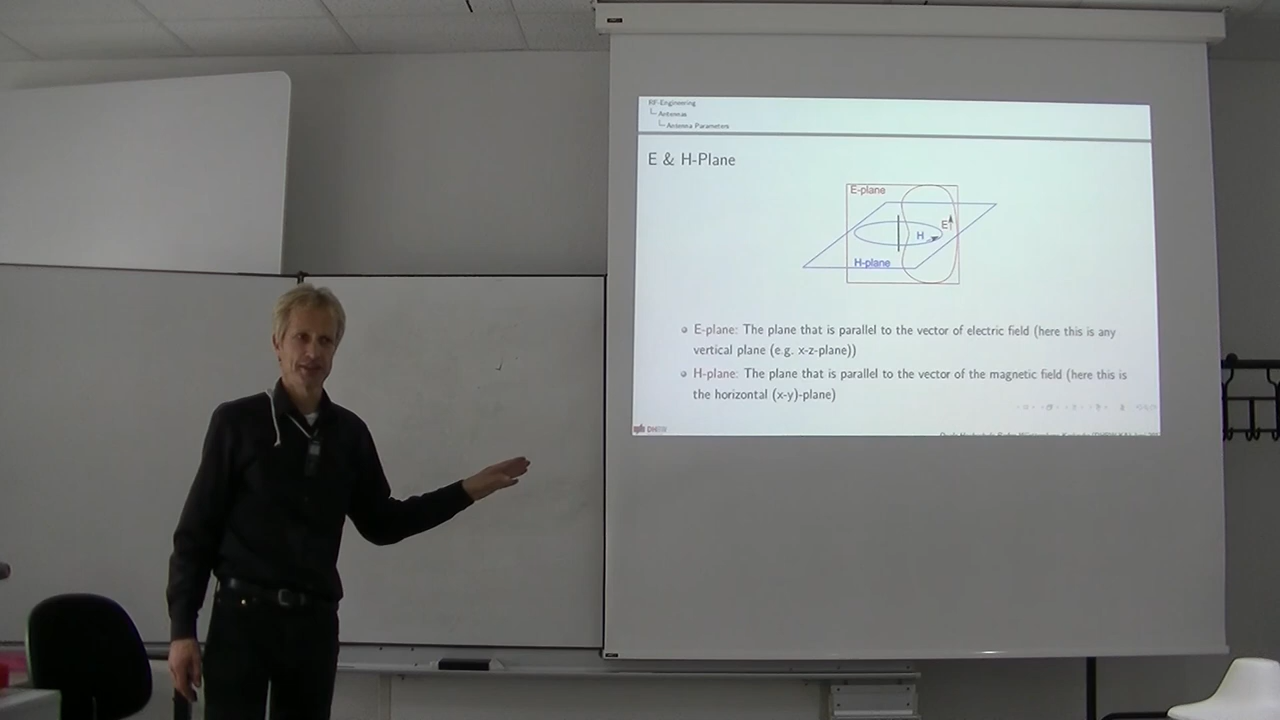 RF-Engineering
Antennas
Antenna Parameters
E & H-Plane
E-plane
E
H
H-plane
E-plane: The plane that is parallel to the vector of electric field (here this is any
vertical plane (e.g. x-z-plane))
H-plane: The plane that is parallel to the vector of the magnetic field (here this is
the horizontal (x-y)-plane)
DHBW